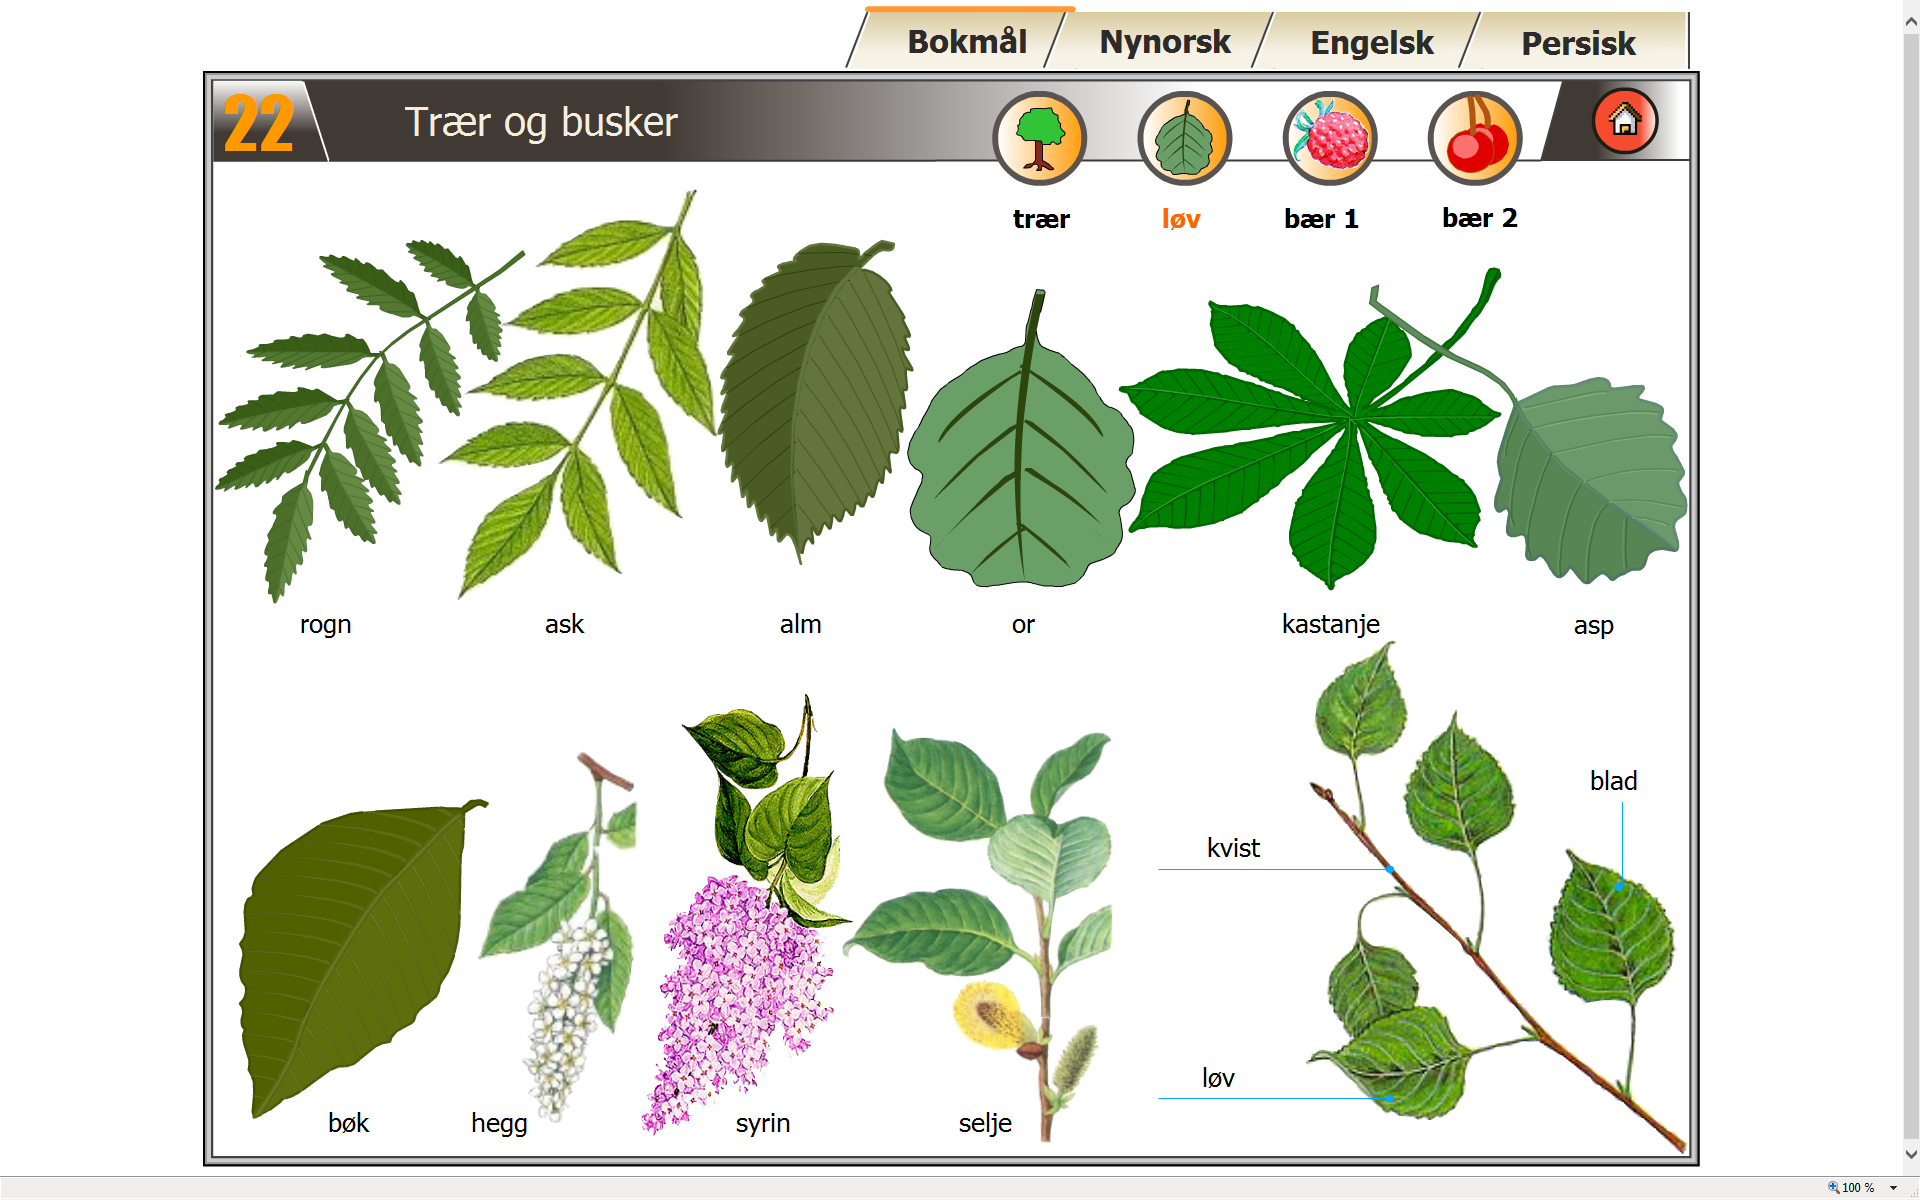 Bokmål Nynorsk Engelsk Persisk
22 Trær og busker
trær løv bær 1 bær 2
rogn ask alm or kastanje asp
blad
kvist
løv
bøk hegg syrin selje
100 %